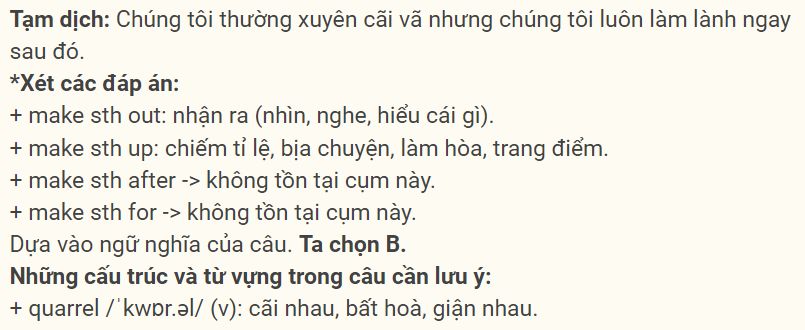 Tạm dịch: Chúng tôi thường xuyên cãi vã nhưng chúng tôi luôn làm lành ngay
sau đó.
*Xét các đáp án:
+ make sth out: nhận ra (nhìn, nghe, hiểu cái gì).
+ make sth up: chiếm tỉ lệ, bịa chuyện, làm hòa, trang điểm.
+ make sth after -> không tồn tại cụm này.
+ make sth for -> không tồn tại cụm này.
Dựa vào ngữ nghĩa của câu. Ta chọn B.
Những cấu trúc và từ vựng trong câu cần lưu ý:
+ quarrel /ˈkwɒr.əl/ (v): cãi nhau, bất hoà, giận nhau.